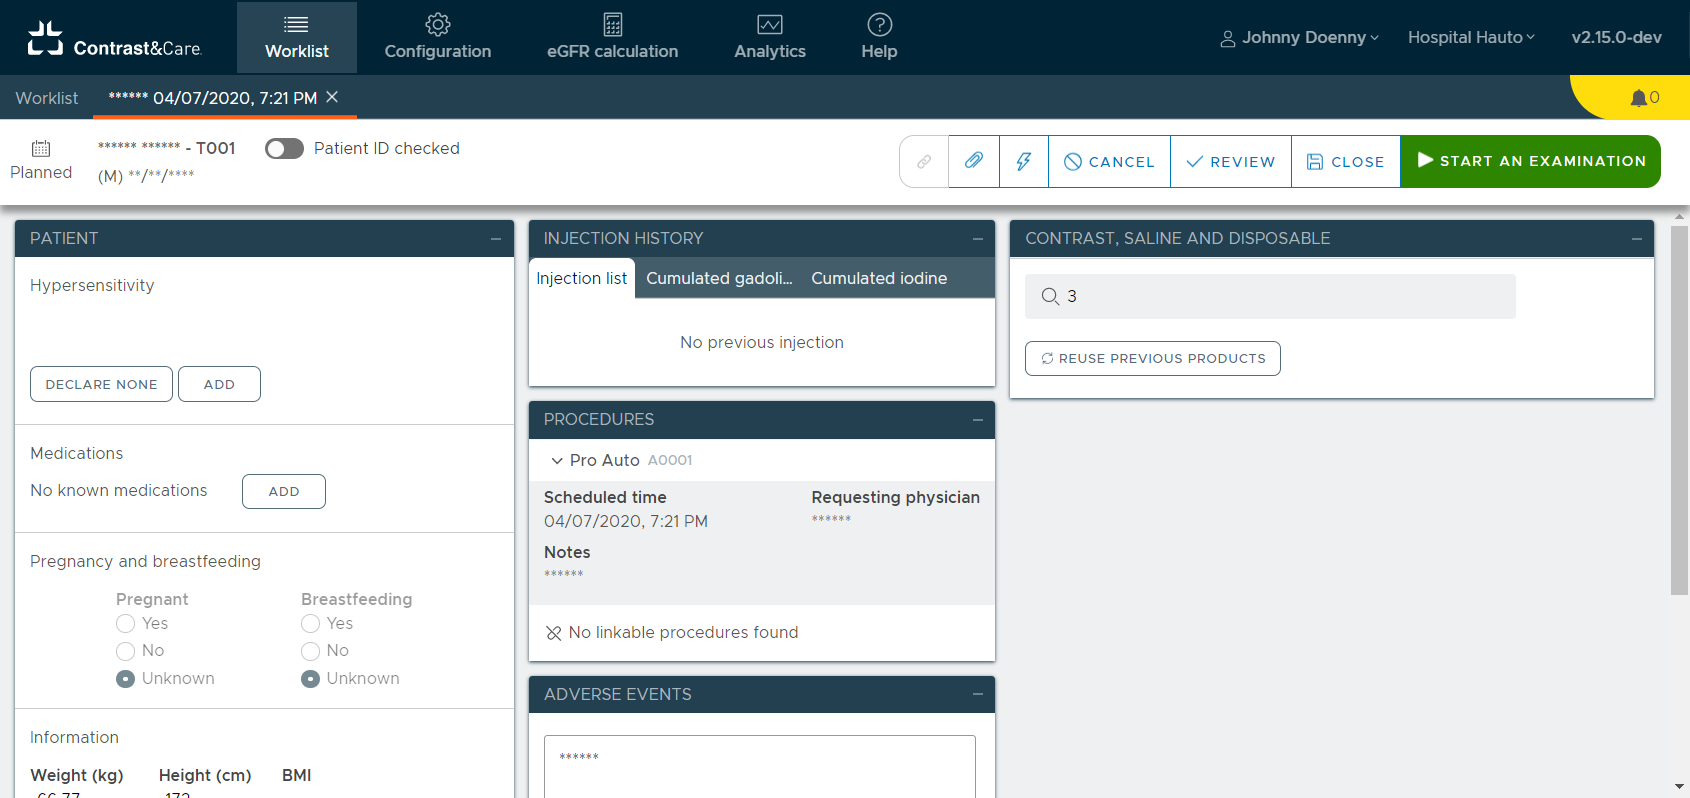 Contrast&Care
Worklist
Configuration
eGFR calculation
Analytics
Help
Johnny Doenny
Hospital Hauto
v2.15.0-dev
Worklist
****** 04/07/2020, 7:21 PM
0
Planned
****** ****** - T001
(M) **/**/****
Patient ID checked
CANCEL
REVIEW
CLOSE
START AN EXAMINATION
PATIENT
Hypersensitivity
DECLARE NONE
ADD
Medications
No known medications
ADD
Pregnancy and breastfeeding
Pregnant
Breastfeeding
Yes
Yes
No
No
Unknown
Unknown
Information
Weight (kg)
Height (cm)
BMI
INJECTION HISTORY
Injection list
Cumulated gadoli...
Cumulated iodine
No previous injection
PROCEDURES
Pro Auto A0001
Scheduled time
Requesting physician
04/07/2020, 7:21 PM
******
Notes
******
No linkable procedures found
ADVERSE EVENTS
******
CONTRAST, SALINE AND DISPOSABLE
3
REUSE PREVIOUS PRODUCTS